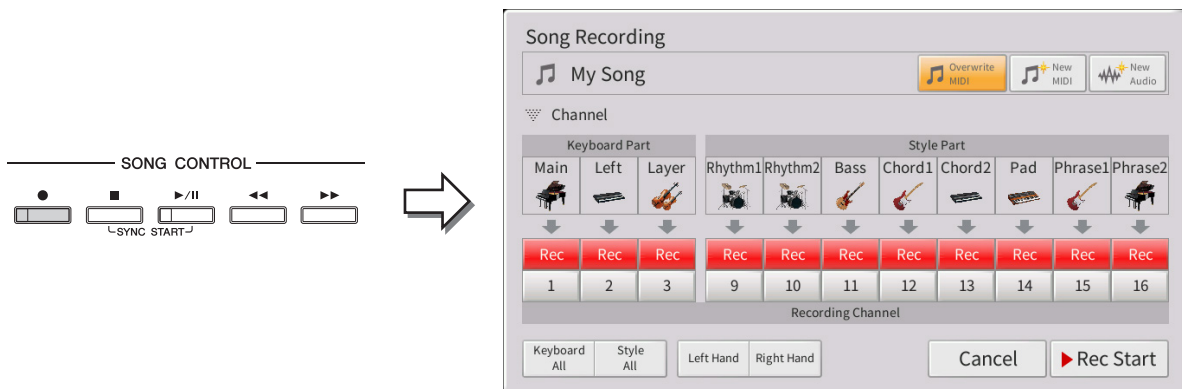 SONG CONTROL
SYNC START
Song Recording
My Song
Overwrite
MIDI
New
MIDI
New
Audio
Channel
Keyboard Part
Style Part
Main Left Layer Rhythm1 Rhythm2 Bass Chord1 Chord2 Pad Phrase1 Phrase2
Rec Rec Rec Rec Rec Rec Rec Rec Rec Rec Rec
1 2 3 9 10 11 12 13 14 15 16
Recording Channel
Keyboard
All
Style
All
Left Hand Right Hand
Cancel
Rec Start